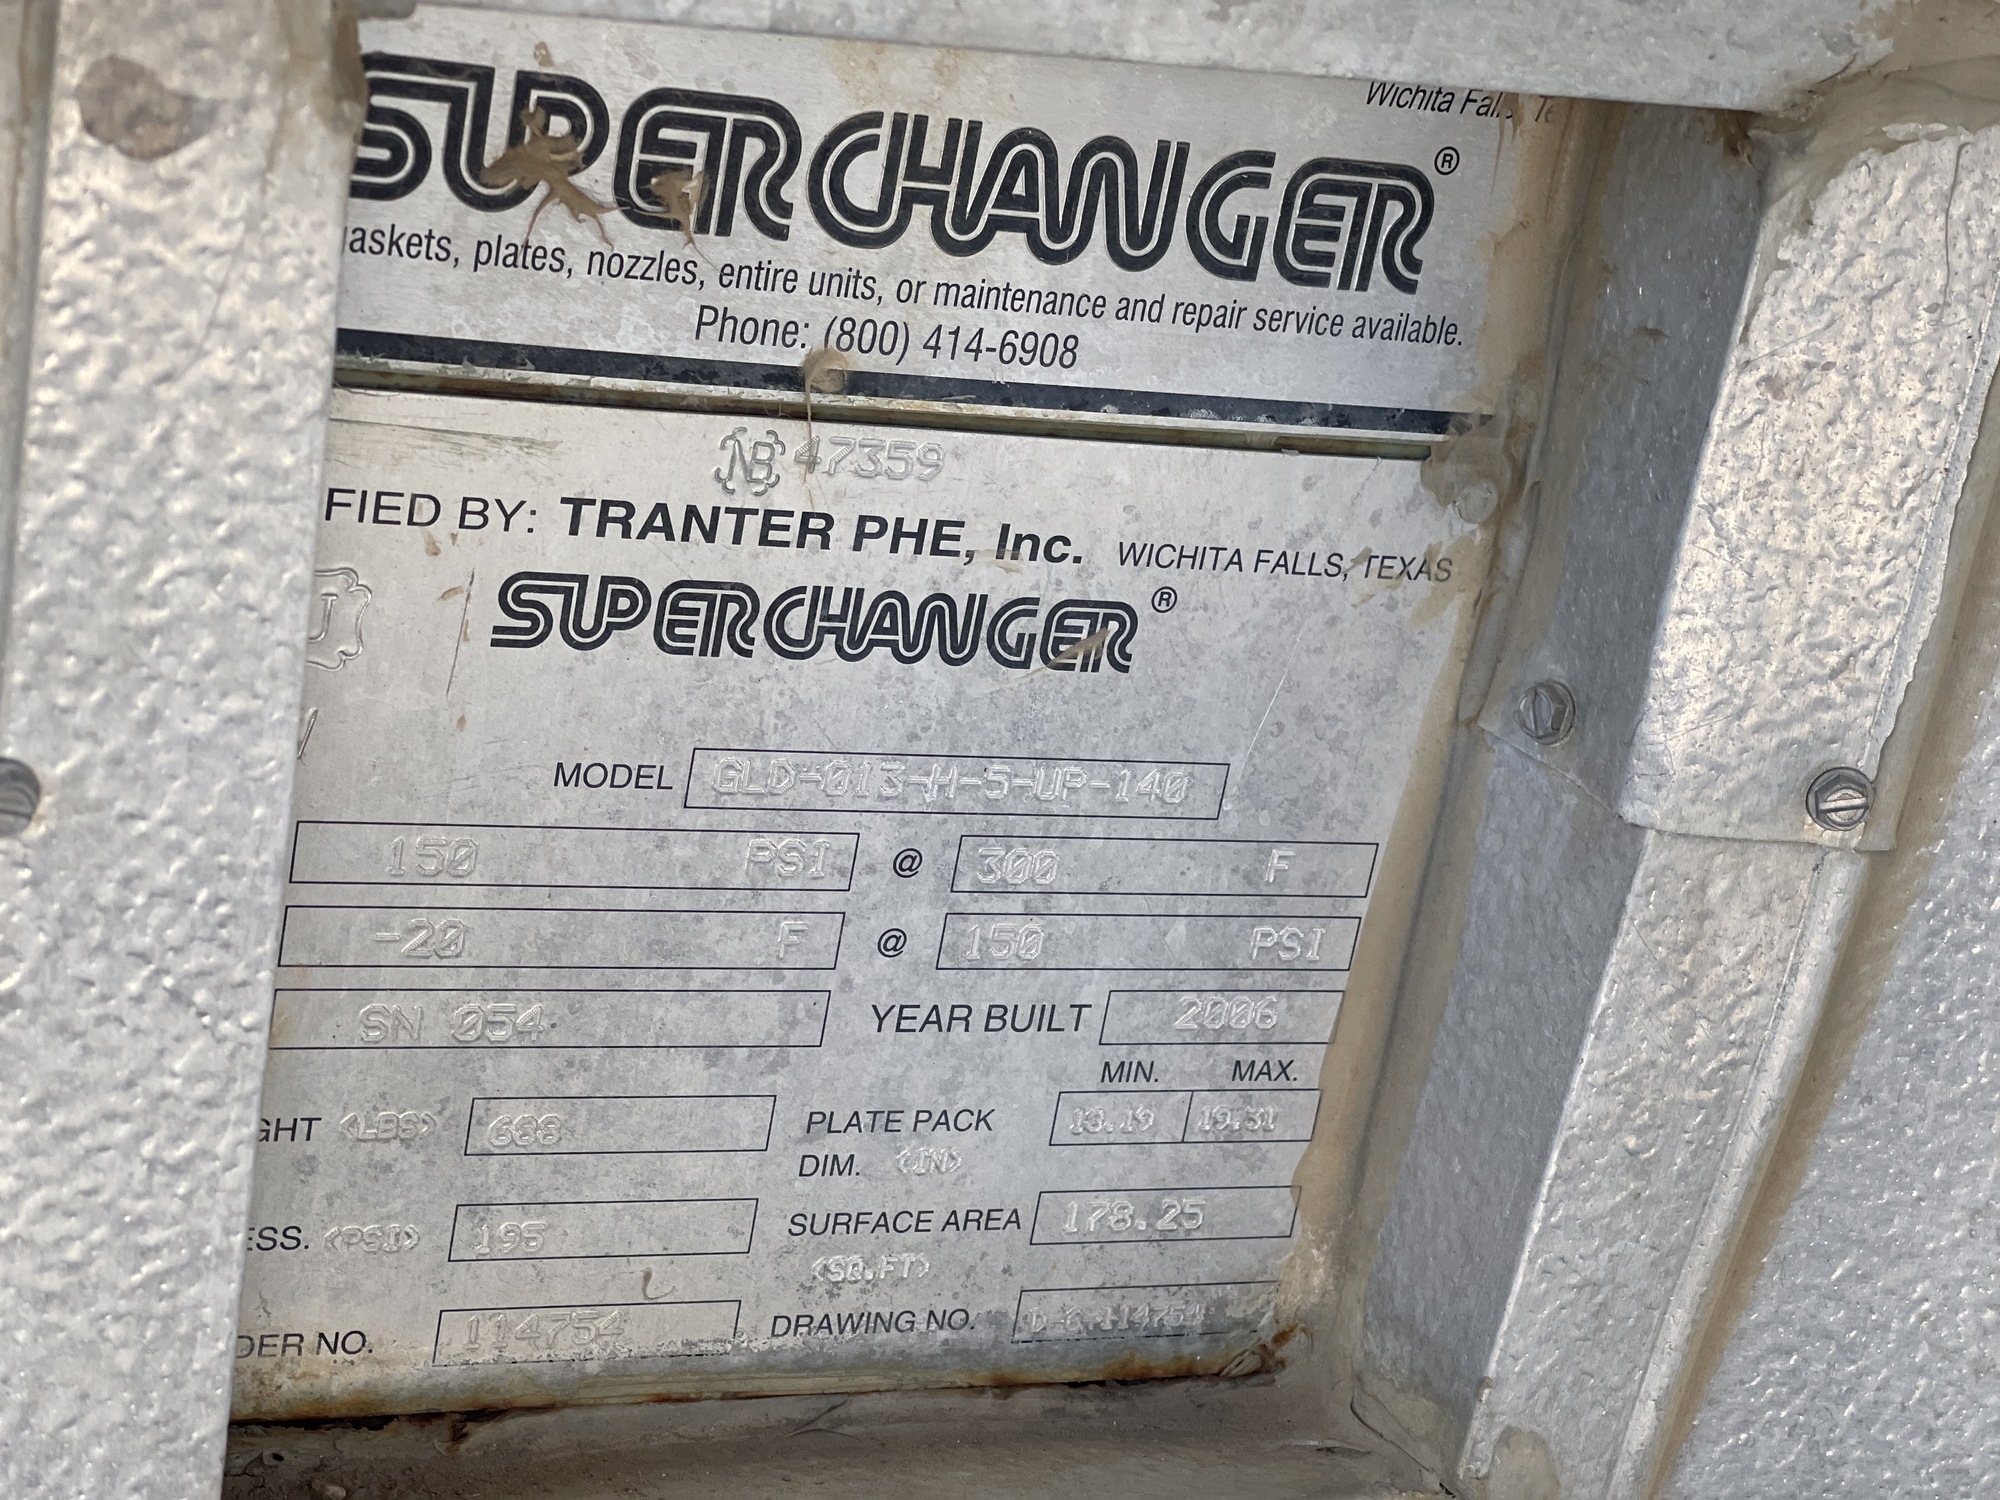 Wichita Fal
SUPERCHANGER®
askets, plates, nozzles, entire units, or maintenance and repair service available.
Phone: (800) 414-6908
NB 47359
FIED BY: TRANTER PHE, Inc. WICHITA FALLS, TEXAS
U
SUPERCHANGER®
MODEL GLD-013-H-5-UP-140
150 PSI @ 300 F
-20 F @ 150 PSI
SN 054 YEAR BUILT 2006
MIN. MAX.
GHT <LBS> PLATE PACK 19.31
DIM. <IN>
ESS. <PSI> 195 SURFACE AREA 178.25
<SQ.FT>
DER NO. 114754 DRAWING NO.